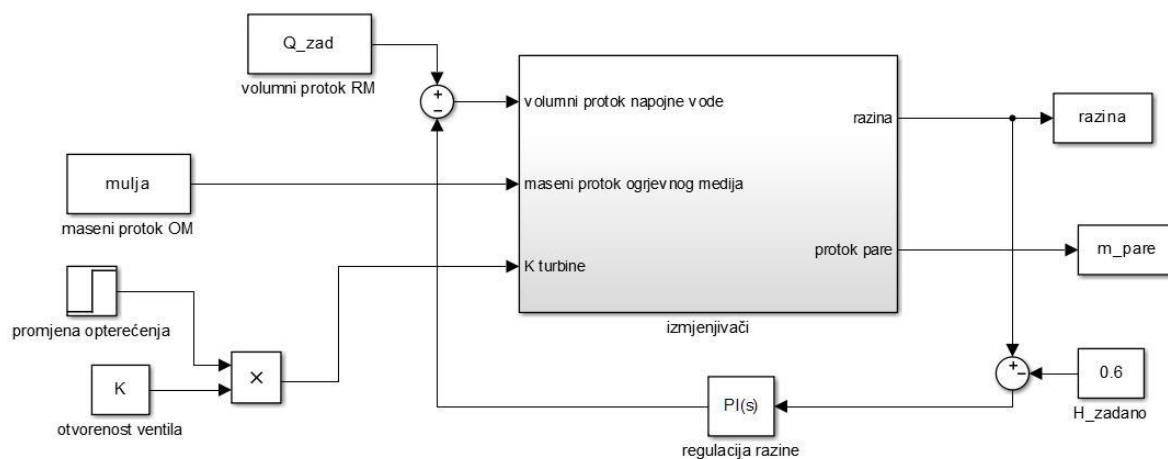 Q_zad
volumni protok RM
+
−
volumni protok napojne vode
razina
razina
mulja
maseni protok OM
maseni protok ogrjevnog medija
K turbine
protok pare
m_pare
promjena opterećenja
izmjenjivači
×
K
otvorenost ventila
+
−
0.6
H_zadano
PI(s)
regulacija razine